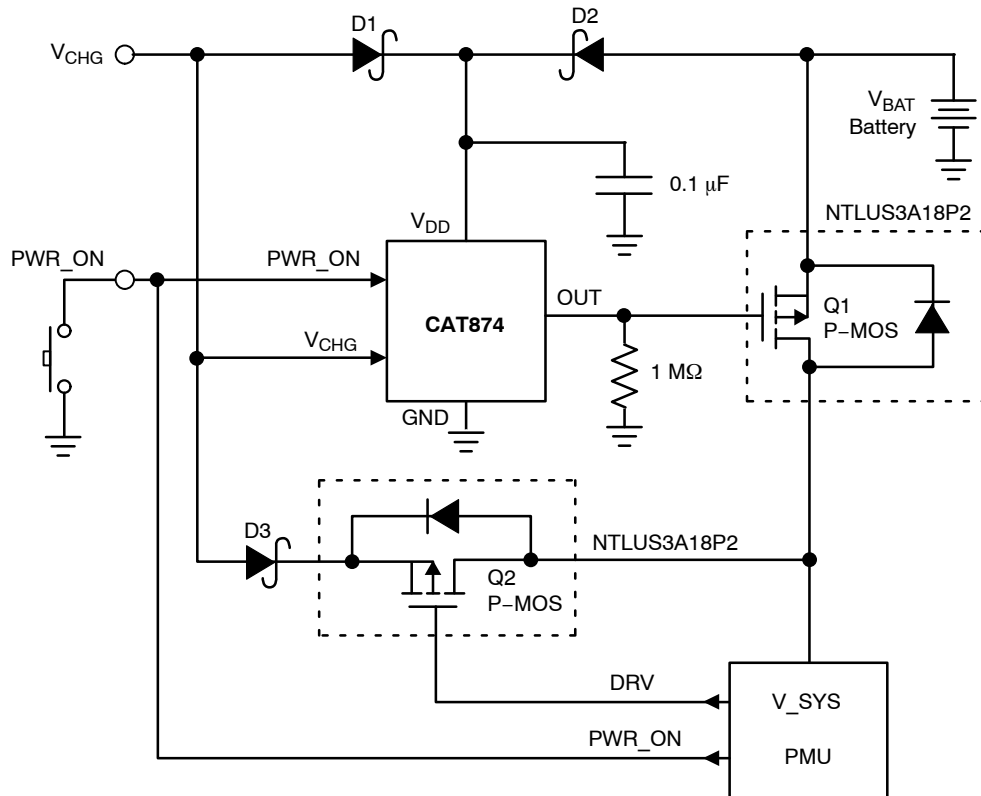 D1
D2
V_CHG
V_BAT
Battery
0.1 μF
NTLUS3A18P2
V_DD
PWR_ON
PWR_ON
OUT
Q1
P−MOS
CAT874
V_CHG
1 MΩ
GND
D3
NTLUS3A18P2
Q2
P−MOS
DRV
V_SYS
PWR_ON
PMU